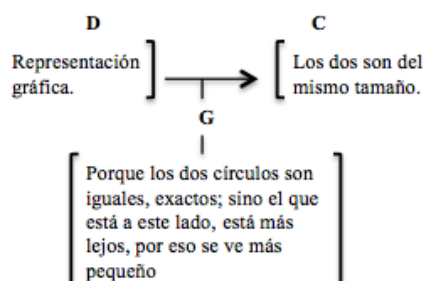 D
C
Representación
gráfica.
Los dos son del
mismo tamaño.
G
Porque los dos círculos son
iguales, exactos; sino el que
está a este lado, está más
lejos, por eso se ve más
pequeño